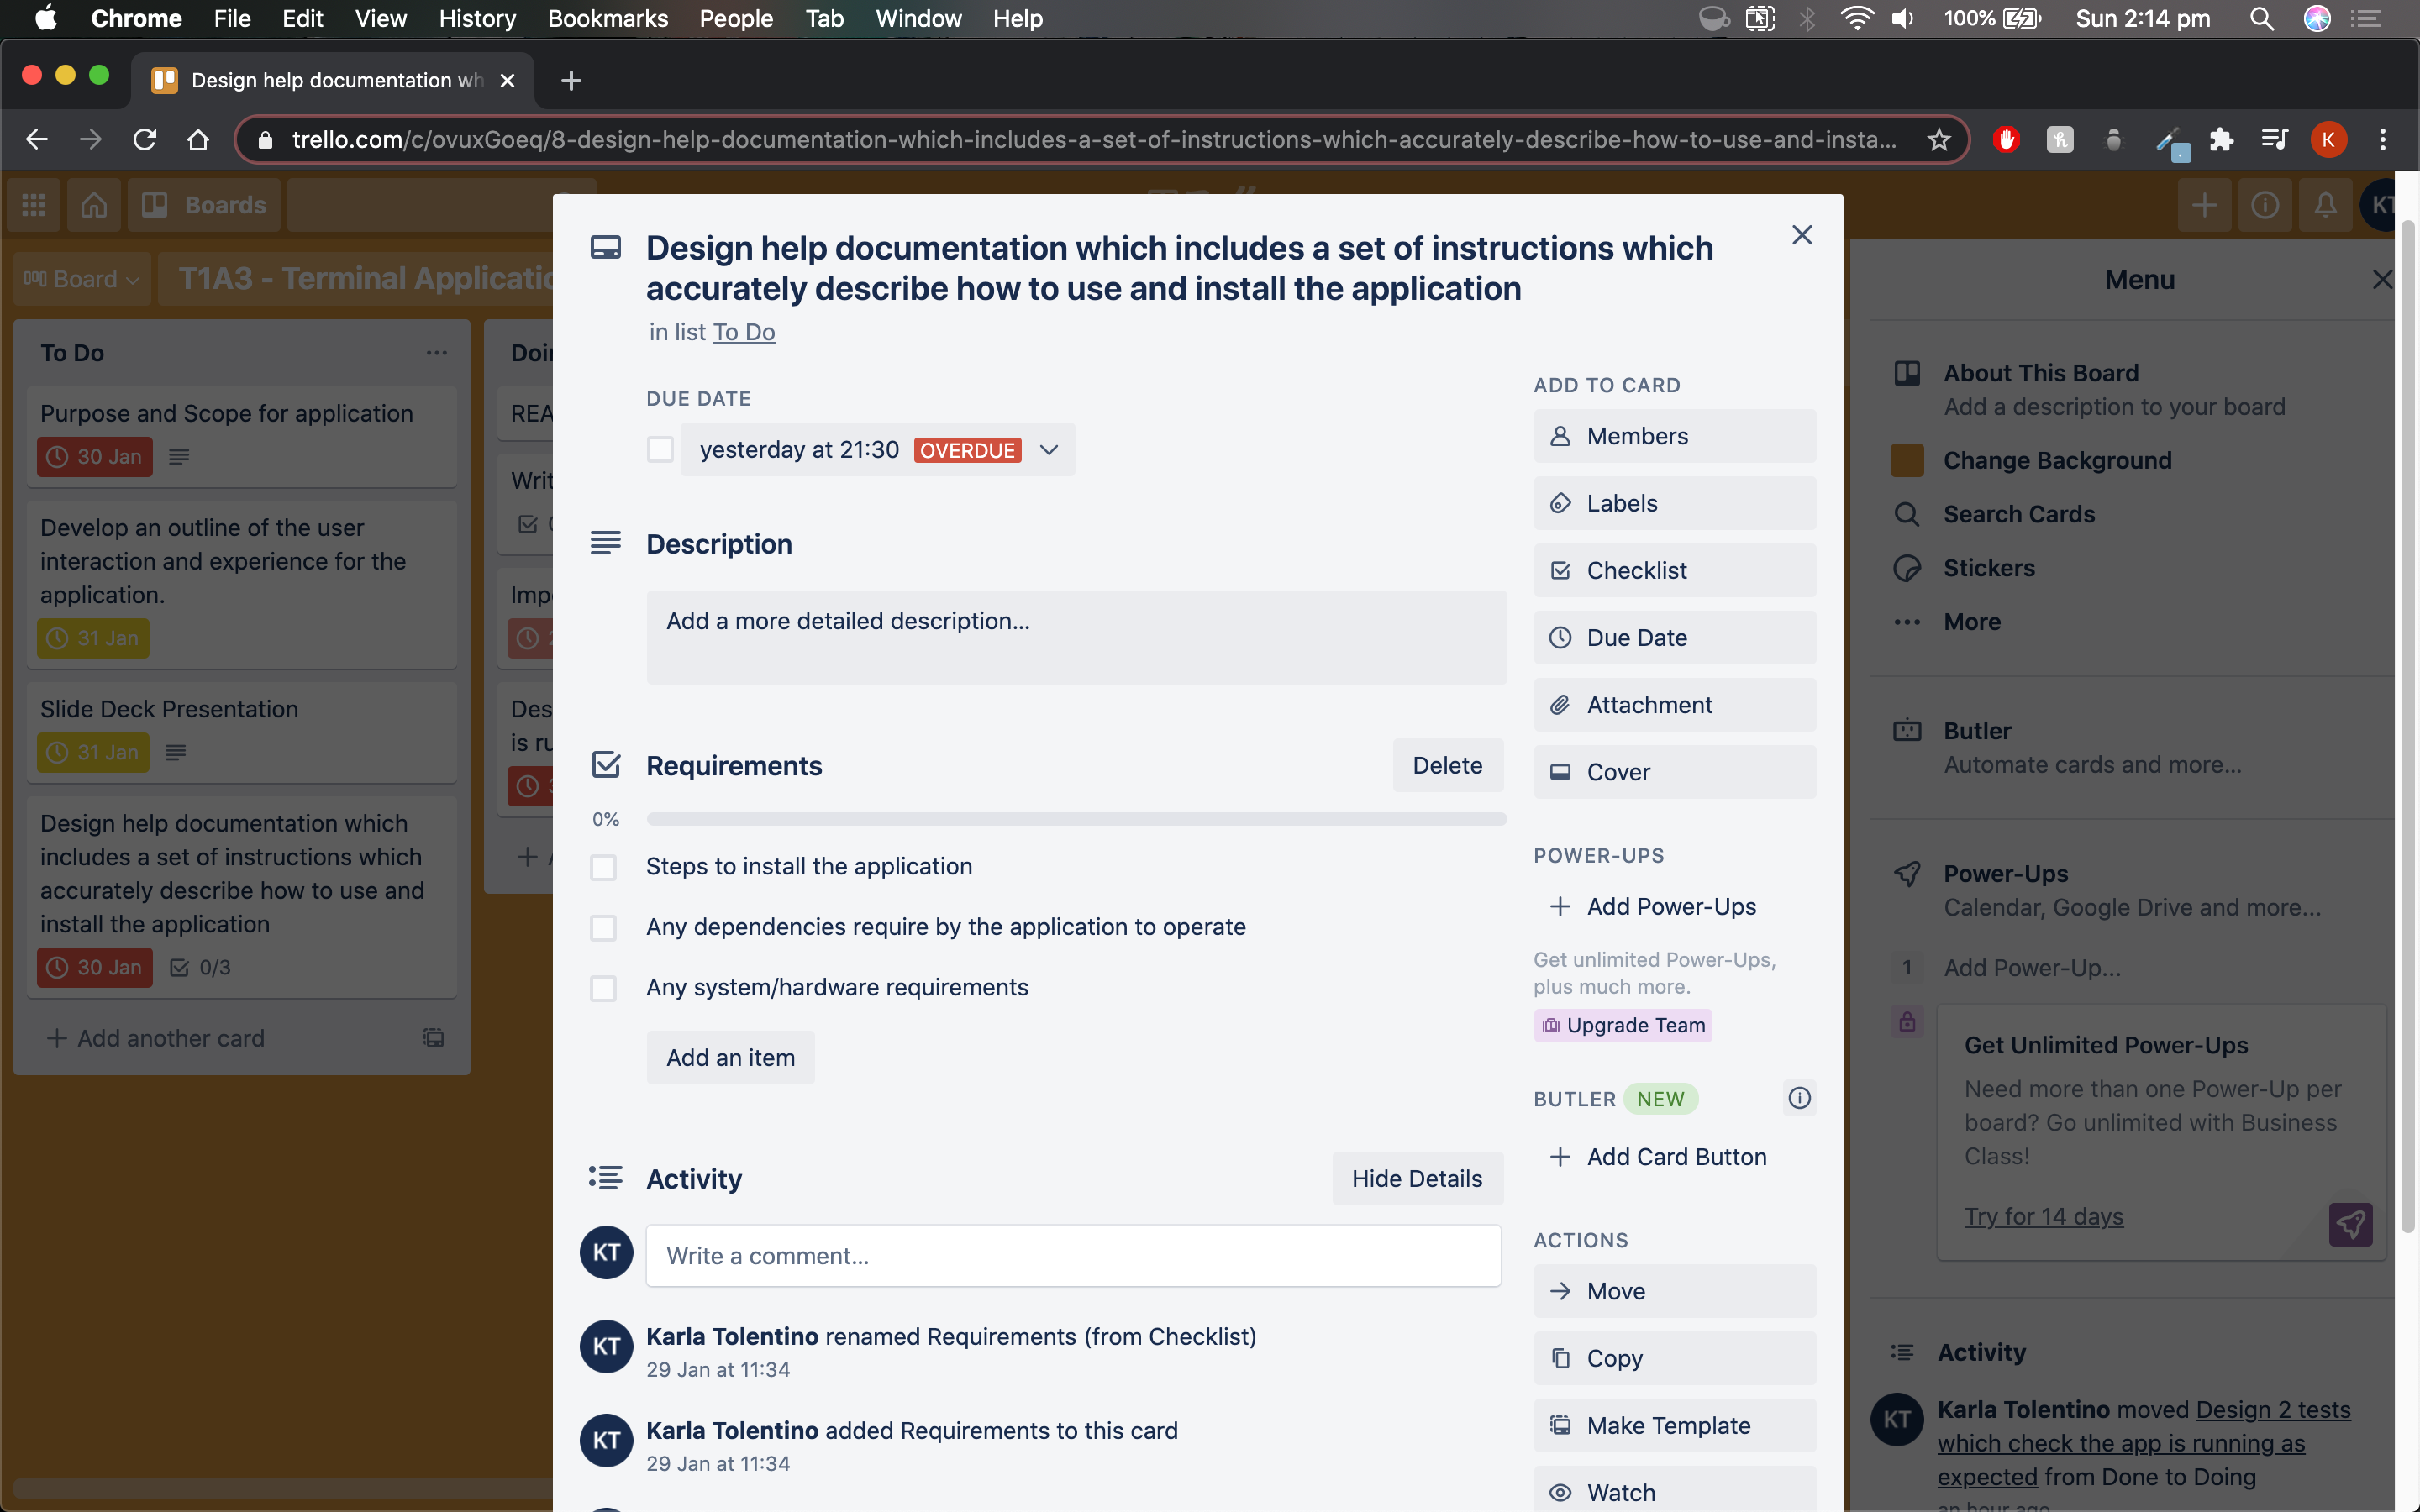 Chrome File Edit View History Bookmarks People Tab Window Help 100% Sun 2:14 pm
Design help documentation wh
trello.com/c/ovuxGoeq/8-design-help-documentation-which-includes-a-set-of-instructions-which-accurately-describe-how-to-use-and-insta... K
Boards
Board T1A3 - Terminal Applicatio
To Do
Purpose and Scope for application
30 Jan
Develop an outline of the user
interaction and experience for the
application.
31 Jan
Slide Deck Presentation
31 Jan
Design help documentation which
includes a set of instructions which
accurately describe how to use and
install the application
30 Jan 0/3
+ Add another card
Design help documentation which includes a set of instructions which
accurately describe how to use and install the application
in list To Do
DUE DATE
yesterday at 21:30 OVERDUE
Description
Add a more detailed description...
Requirements
Delete
0%
Steps to install the application
Any dependencies require by the application to operate
Any system/hardware requirements
Add an item
Activity
Hide Details
KT
Write a comment...
KT
Karla Tolentino renamed Requirements (from Checklist)
29 Jan at 11:34
KT
Karla Tolentino added Requirements to this card
29 Jan at 11:34
ADD TO CARD
Members
Labels
Checklist
Due Date
Attachment
Cover
POWER-UPS
+ Add Power-Ups
Get unlimited Power-Ups,
plus much more.
Upgrade Team
BUTLER NEW
+ Add Card Button
ACTIONS
Move
Copy
Make Template
Watch
Menu
About This Board
Add a description to your board
Change Background
Search Cards
Stickers
More
Butler
Automate cards and more...
Power-Ups
Calendar, Google Drive and more...
1 Add Power-Up...
Get Unlimited Power-Ups
Need more than one Power-Up per
board? Go unlimited with Business
Class!
Try for 14 days
Activity
KT
Karla Tolentino moved Design 2 tests
which check the app is running as
expected from Done to Doing
an hour ago